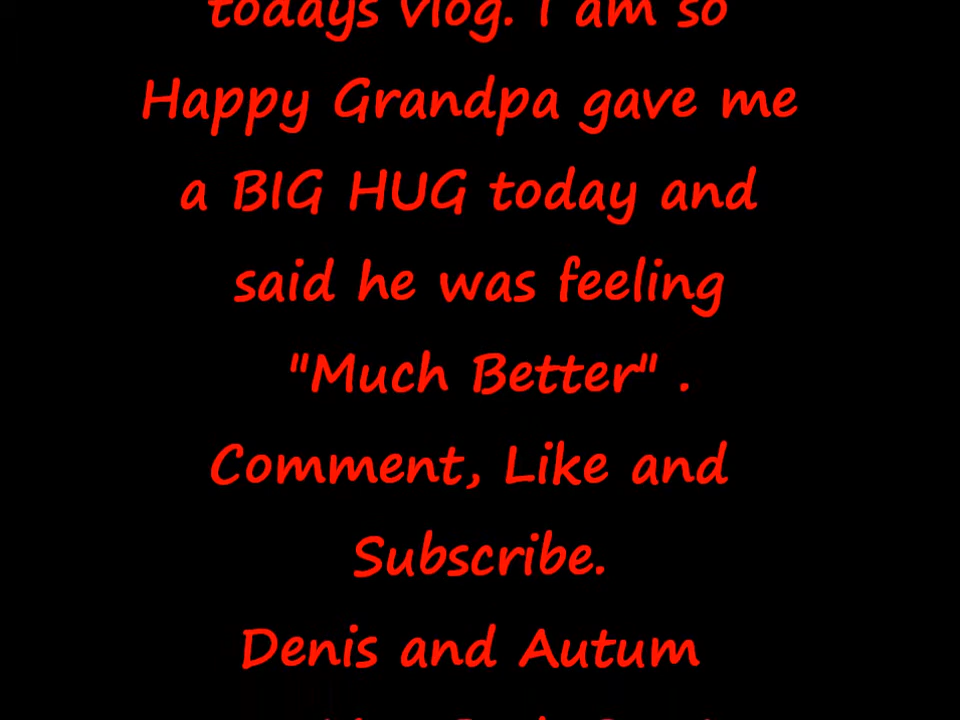 todays vlog. I am so
Happy Grandpa gave me
a BIG HUG today and
said he was feeling
"Much Better" .
Comment, Like and
Subscribe.
Denis and Autum